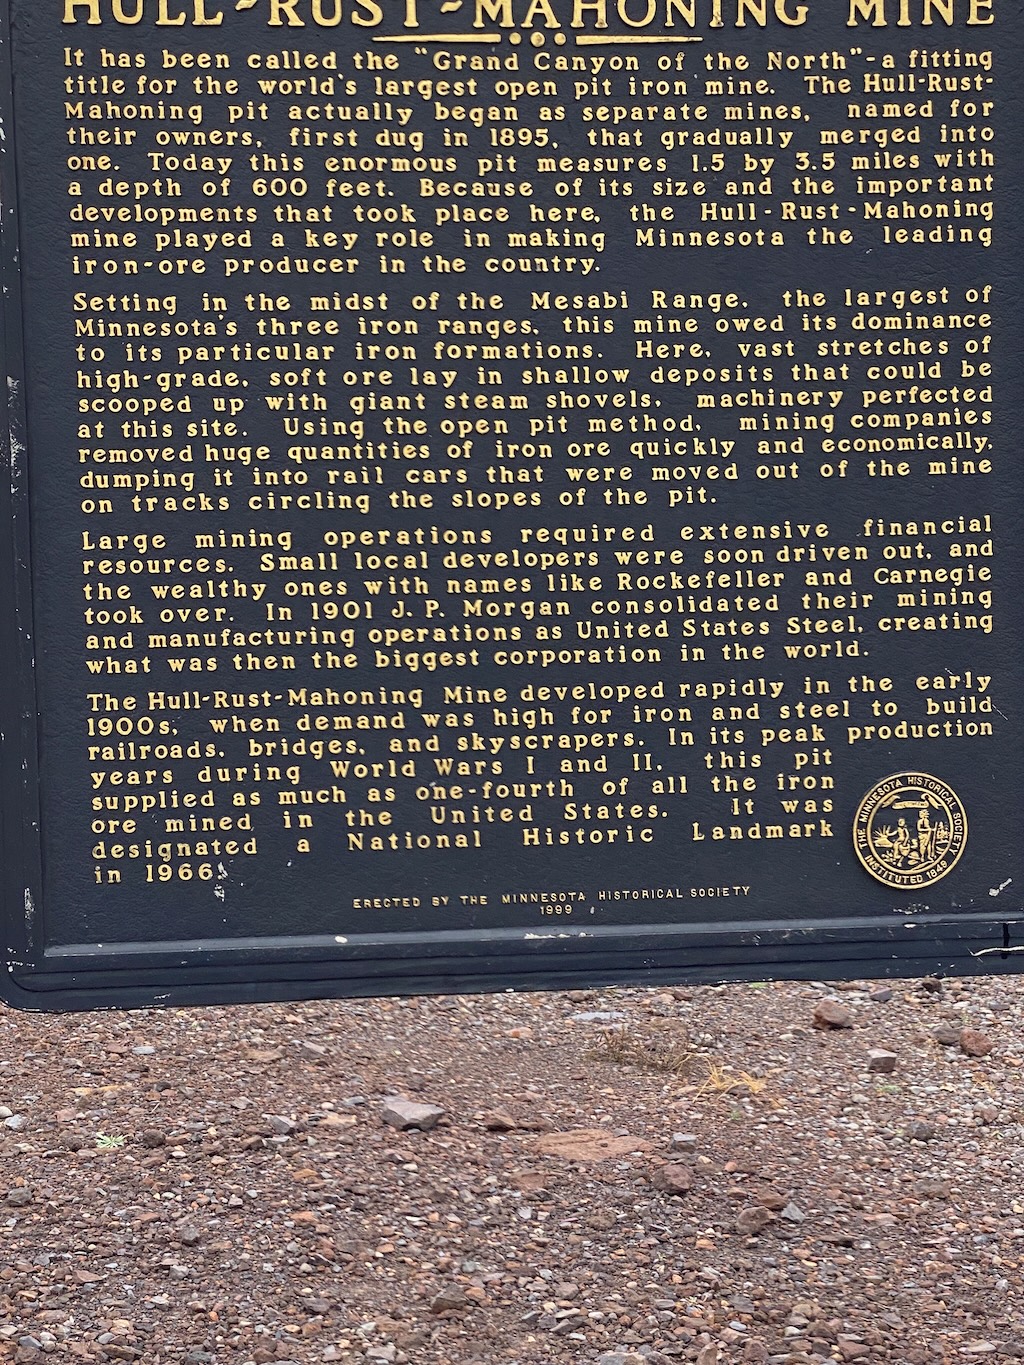 HULL-RUST-MAHONING MINE
It has been called the "Grand Canyon of the North"-a fitting
title for the world's largest open pit iron mine. The Hull-Rust-
Mahoning pit actually began as separate mines, named for
their owners, first dug in 1895, that gradually merged into
one. Today this enormous pit measures 1.5 by 3.5 miles with
a depth of 600 feet. Because of its size and the important
developments that took place here, the Hull-Rust-Mahoning
mine played a key role in making Minnesota the leading
iron-ore producer in the country.
Setting in the midst of the Mesabi Range, the largest of
Minnesota's three iron ranges, this mine owed its dominance
to its particular iron formations. Here, vast stretches of
high-grade, soft ore lay in shallow deposits that could be
scooped up with giant steam shovels, machinery perfected
at this site. Using the open pit method, mining companies
removed huge quantities of iron ore quickly and economically,
dumping it into rail cars that were moved out of the mine
on tracks circling the slopes of the pit.
Large mining operations required extensive financial
resources. Small local developers were soon driven out, and
the wealthy ones with names like Rockefeller and Carnegie
took over. In 1901 J. P. Morgan consolidated their mining
and manufacturing operations as United States Steel, creating
what was then the biggest corporation in the world.
The Hull-Rust-Mahoning Mine developed rapidly in the early
1900s, when demand was high for iron and steel to build
railroads, bridges, and skyscrapers. In its peak production
years during World Wars I and II, this pit
supplied as much as one-fourth of all the iron
ore mined in the United States. It was
designated a National Historic Landmark
in 1966.
THE MINNESOTA HISTORICAL SOCIETY
INSTITUTED 1849
ERECTED BY THE MINNESOTA HISTORICAL SOCIETY
1999